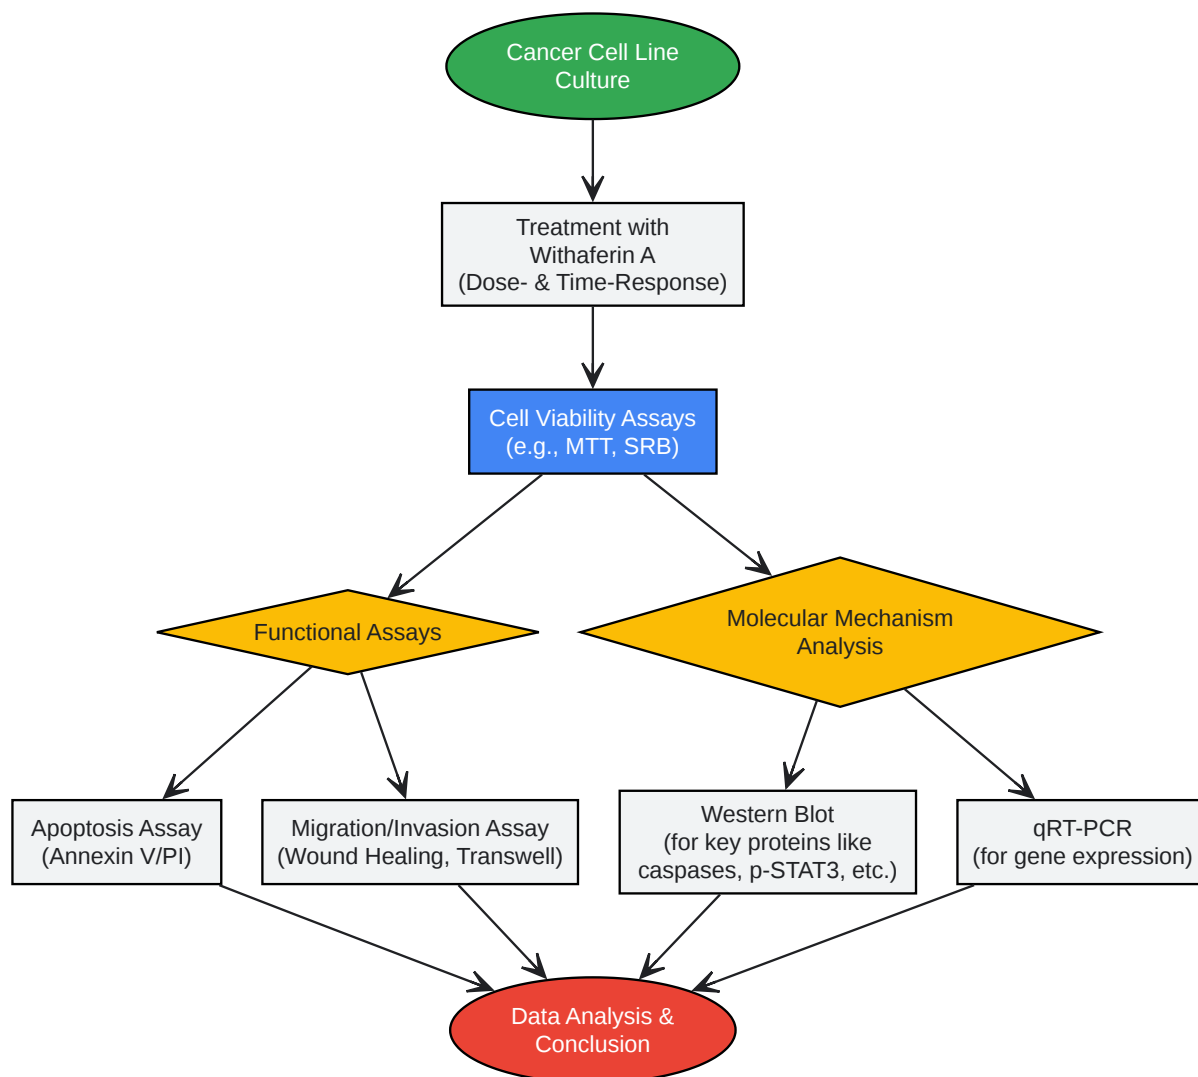 Cancer Cell Line
Culture
Treatment with
Withaferin A
(Dose- & Time-Response)
Cell Viability Assays
(e.g., MTT, SRB)
Functional Assays
Molecular Mechanism
Analysis
Apoptosis Assay
(Annexin V/PI)
Migration/Invasion Assay
(Wound Healing, Transwell)
Western Blot
(for key proteins like
caspases, p-STAT3, etc.)
qRT-PCR
(for gene expression)
Data Analysis &
Conclusion